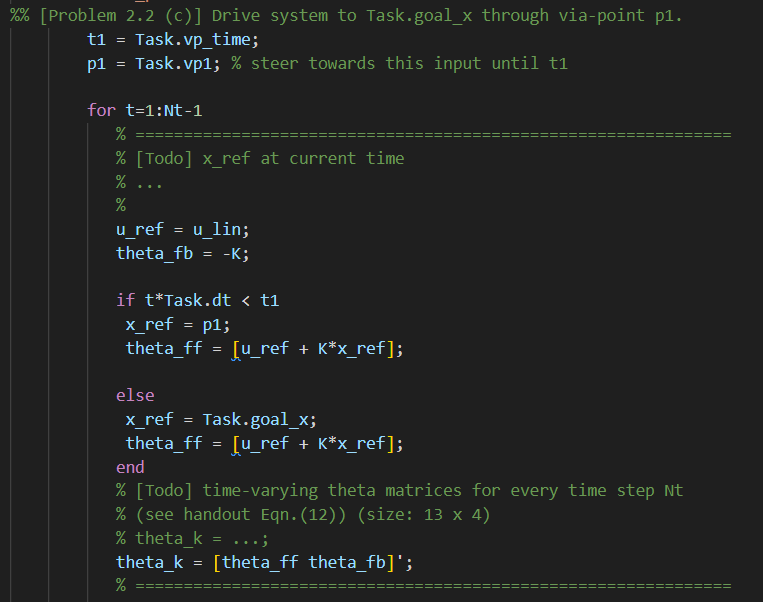 %% [Problem 2.2 (c)] Drive system to Task.goal_x through via-point p1.
t1 = Task.vp_time;
p1 = Task.vp1; % steer towards this input until t1
for t=1:Nt-1
% ==============================================================
% [Todo] x_ref at current time
% ...
%
u_ref = u_lin;
theta_fb = -K;
if t*Task.dt < t1
x_ref = p1;
theta_ff = [u_ref + K*x_ref];
else
x_ref = Task.goal_x;
theta_ff = [u_ref + K*x_ref];
end
% [Todo] time-varying theta matrices for every time step Nt
% (see handout Eqn.(12)) (size: 13 x 4)
% theta_k = ...;
theta_k = [theta_ff theta_fb]';
% ==============================================================